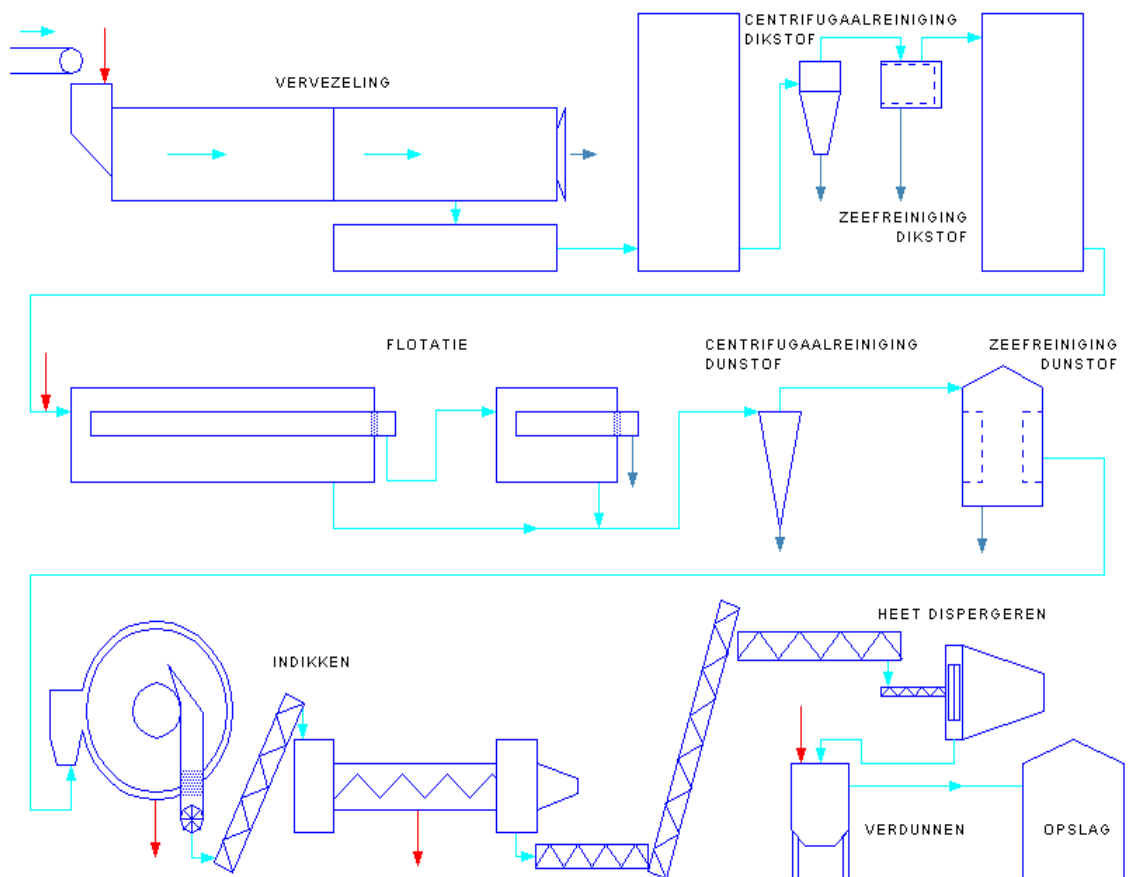 CENTRIFUGAALREINIGING
DIKSTOF
VERVEZELING
ZEEFREINIGING
DIKSTOF
FLOTATIE
CENTRIFUGAALREINIGING
DUNSTOF
ZEEFREINIGING
DUNSTOF
HEET DISPERGEREN
INDIKKEN
VERDUNNEN
OPSLAG